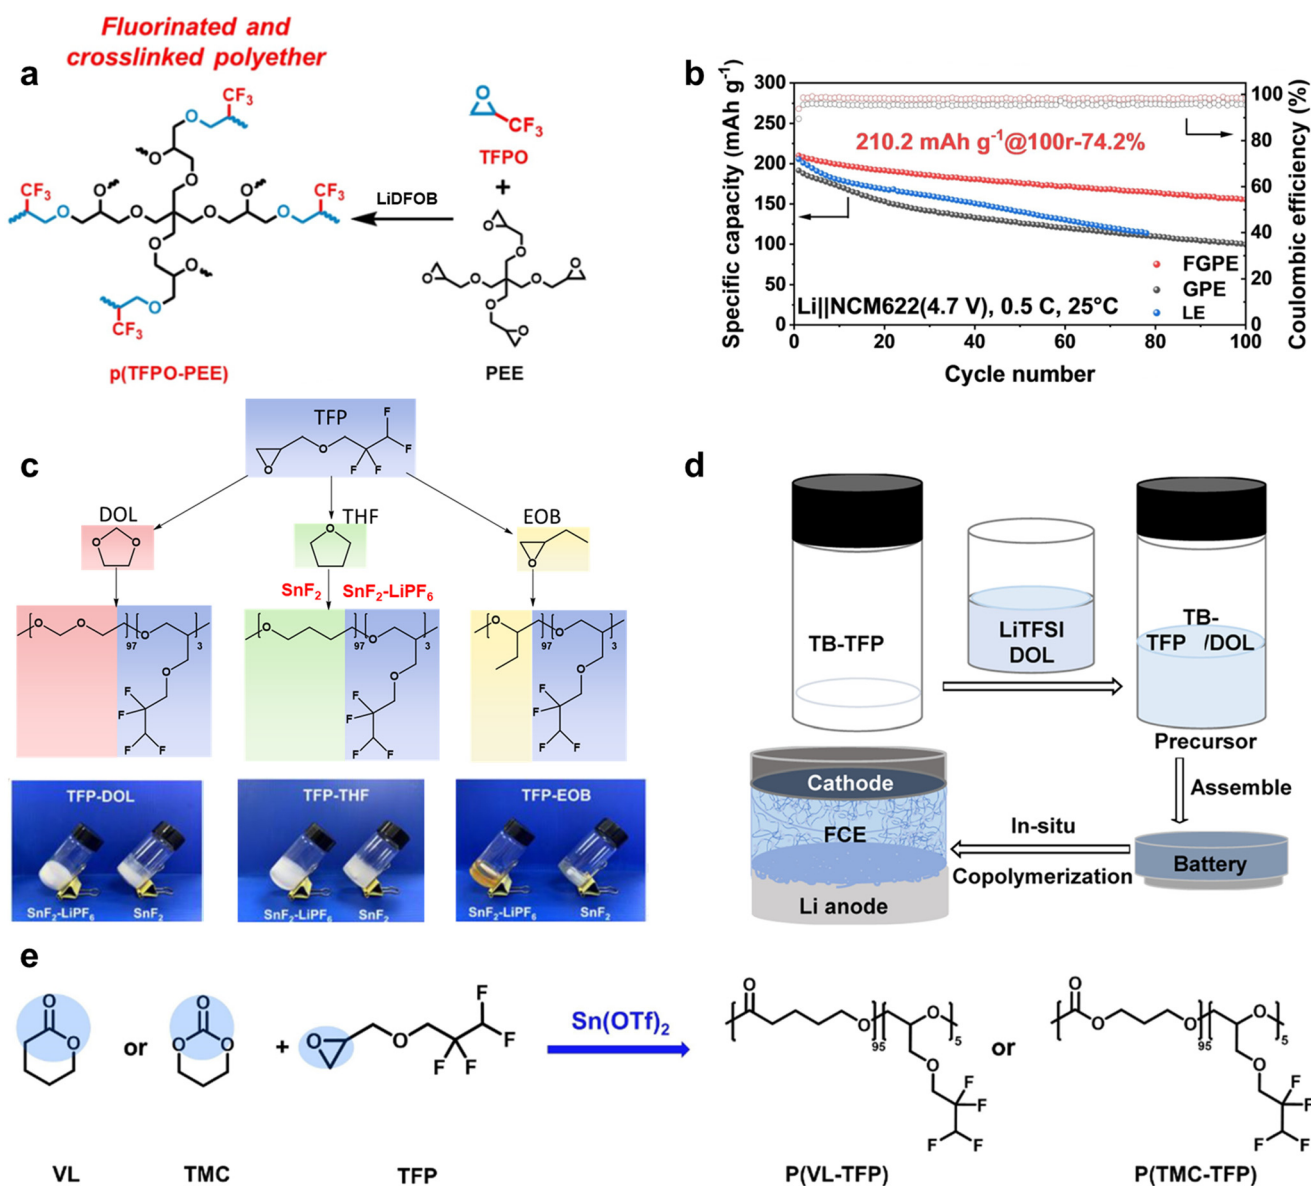 Fluorinated and
crosslinked polyether
a
CF3
CF3
CF3
CF3
O
O
O
O
O
O
O
O
O
O
O
O
p(TFPO-PEE)
LiDFOB
O
CF3
TFPO
+
O
O
O
O
O
O
O
O
PEE
b
Specific capacity (mAh g-1)
300
250
200
150
100
50
0
0 20 40 60 80 100
Cycle number
100
80
60
40
20
0
Coulombic efficiency (%)
210.2 mAh g-1@100r-74.2%
FGPE
GPE
LE
Li||NCM622(4.7 V), 0.5 C, 25°C
c
TFP
O
O
F
F
F F
DOL
O O
THF
O
EOB
O
SnF2 SnF2-LiPF6
O O 97 O 3
O
F
F
F F
O 97 O 3
O
F
F
F F
O 97 O 3
O
F
F
F F
TFP-DOL
SnF2-LiPF6 SnF2
TFP-THF
SnF2-LiPF6 SnF2
TFP-EOB
SnF2-LiPF6 SnF2
d
TB-TFP
LiTFSI
DOL
TB-
TFP /DOL
Precursor
Assemble
Battery
In-situ
Copolymerization
Cathode
FCE
Li anode
e
O
O
VL
or
O
O O
TMC
+
O
O
F
F
F F
TFP
Sn(OTf)2
O
O 95 O 5
O
F
F
F F
P(VL-TFP)
or
O
O O 95 O 5
O
F
F
F F
P(TMC-TFP)